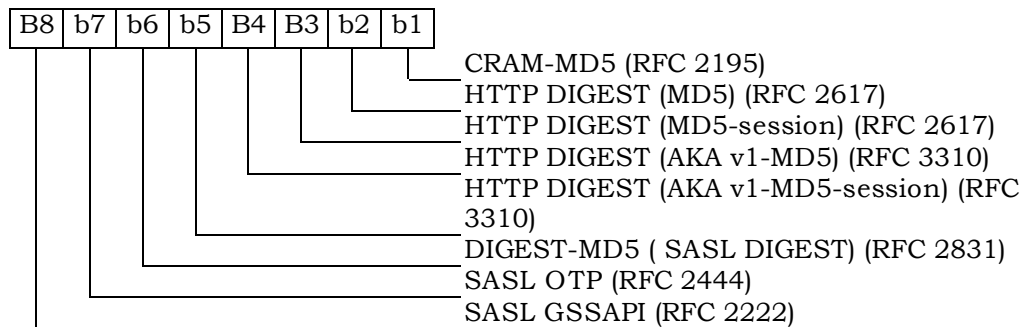 B8 b7 b6 b5 B4 B3 b2 b1
CRAM-MD5 (RFC 2195)
HTTP DIGEST (MD5) (RFC 2617)
HTTP DIGEST (MD5-session) (RFC 2617)
HTTP DIGEST (AKA v1-MD5) (RFC 3310)
HTTP DIGEST (AKA v1-MD5-session) (RFC
3310)
DIGEST-MD5 ( SASL DIGEST) (RFC 2831)
SASL OTP (RFC 2444)
SASL GSSAPI (RFC 2222)